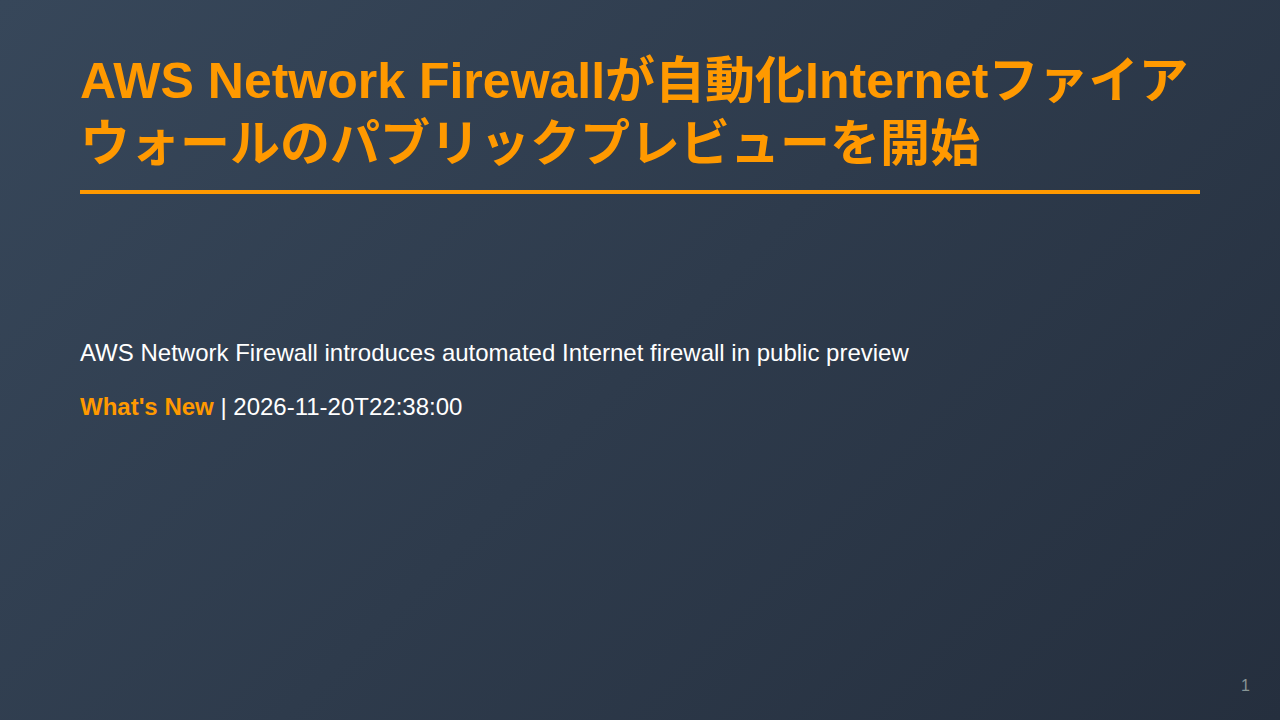 AWS Network Firewallが自動化Internetファイア
ウォールのパブリックプレビューを開始
AWS Network Firewall introduces automated Internet firewall in public preview
What's New | 2026-11-20T22:38:00
1